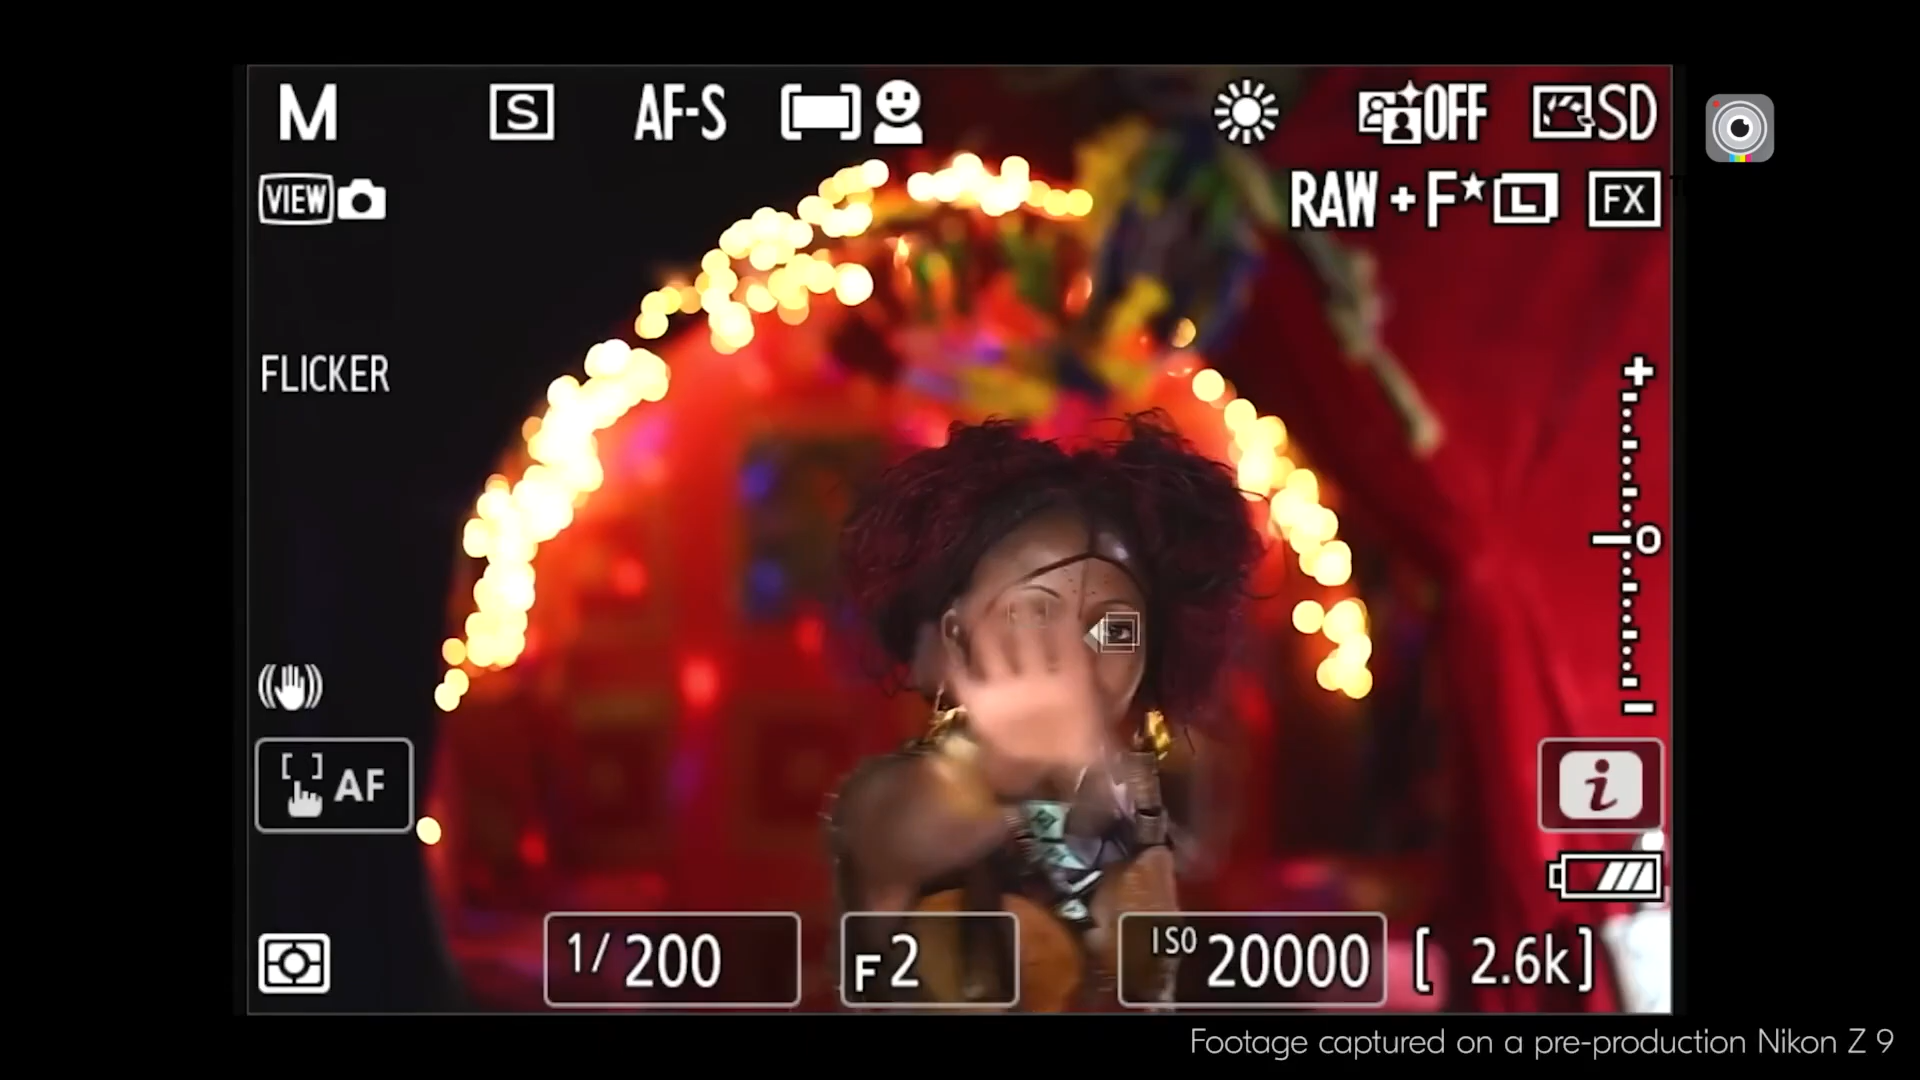 M S AF-S OFF SD
VIEW RAW + F★ L FX
FLICKER
+
0
-
AF i
1/200 F2 ISO 20000 [ 2.6k]
Footage captured on a pre-production Nikon Z 9